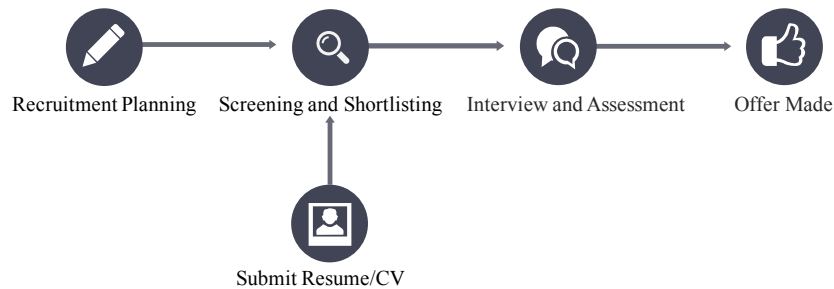 Recruitment Planning
Screening and Shortlisting
Interview and Assessment
Offer Made
Submit Resume/CV